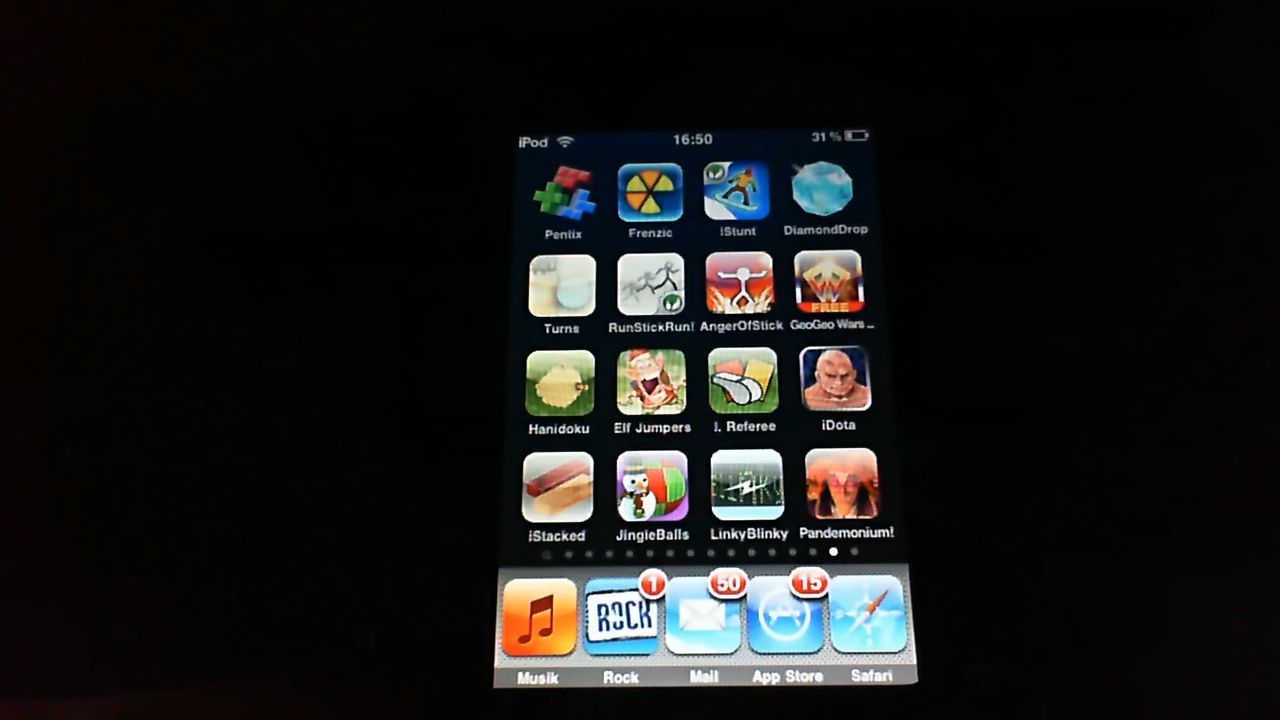 iPod 16:50 31 %
Pentix Frenzic iStunt DiamondDrop
Turns RunStickRun! AngerOfStick GeoGeo Wars ...
FREE
Hanidoku Elf Jumpers I. Referee iDota
iStacked JingleBalls LinkyBlinky Pandemonium!
1 50 15
ROCK
Musik Rock Mail App Store Safari